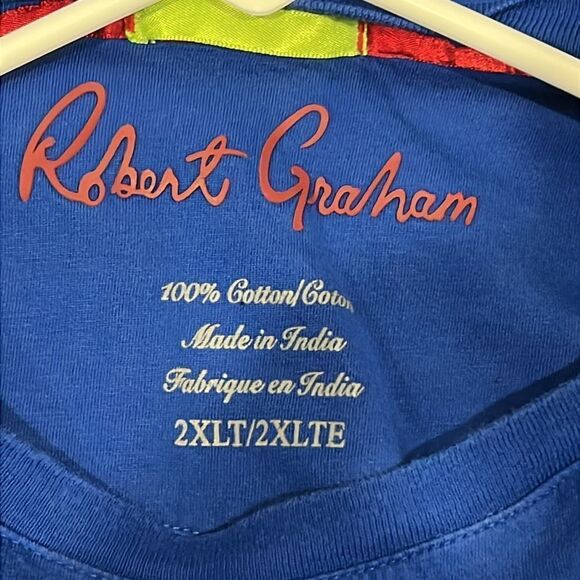 Robert Graham
100% Cotton/Coton
Made in India
Fabrique en India
2XLT/2XLTE